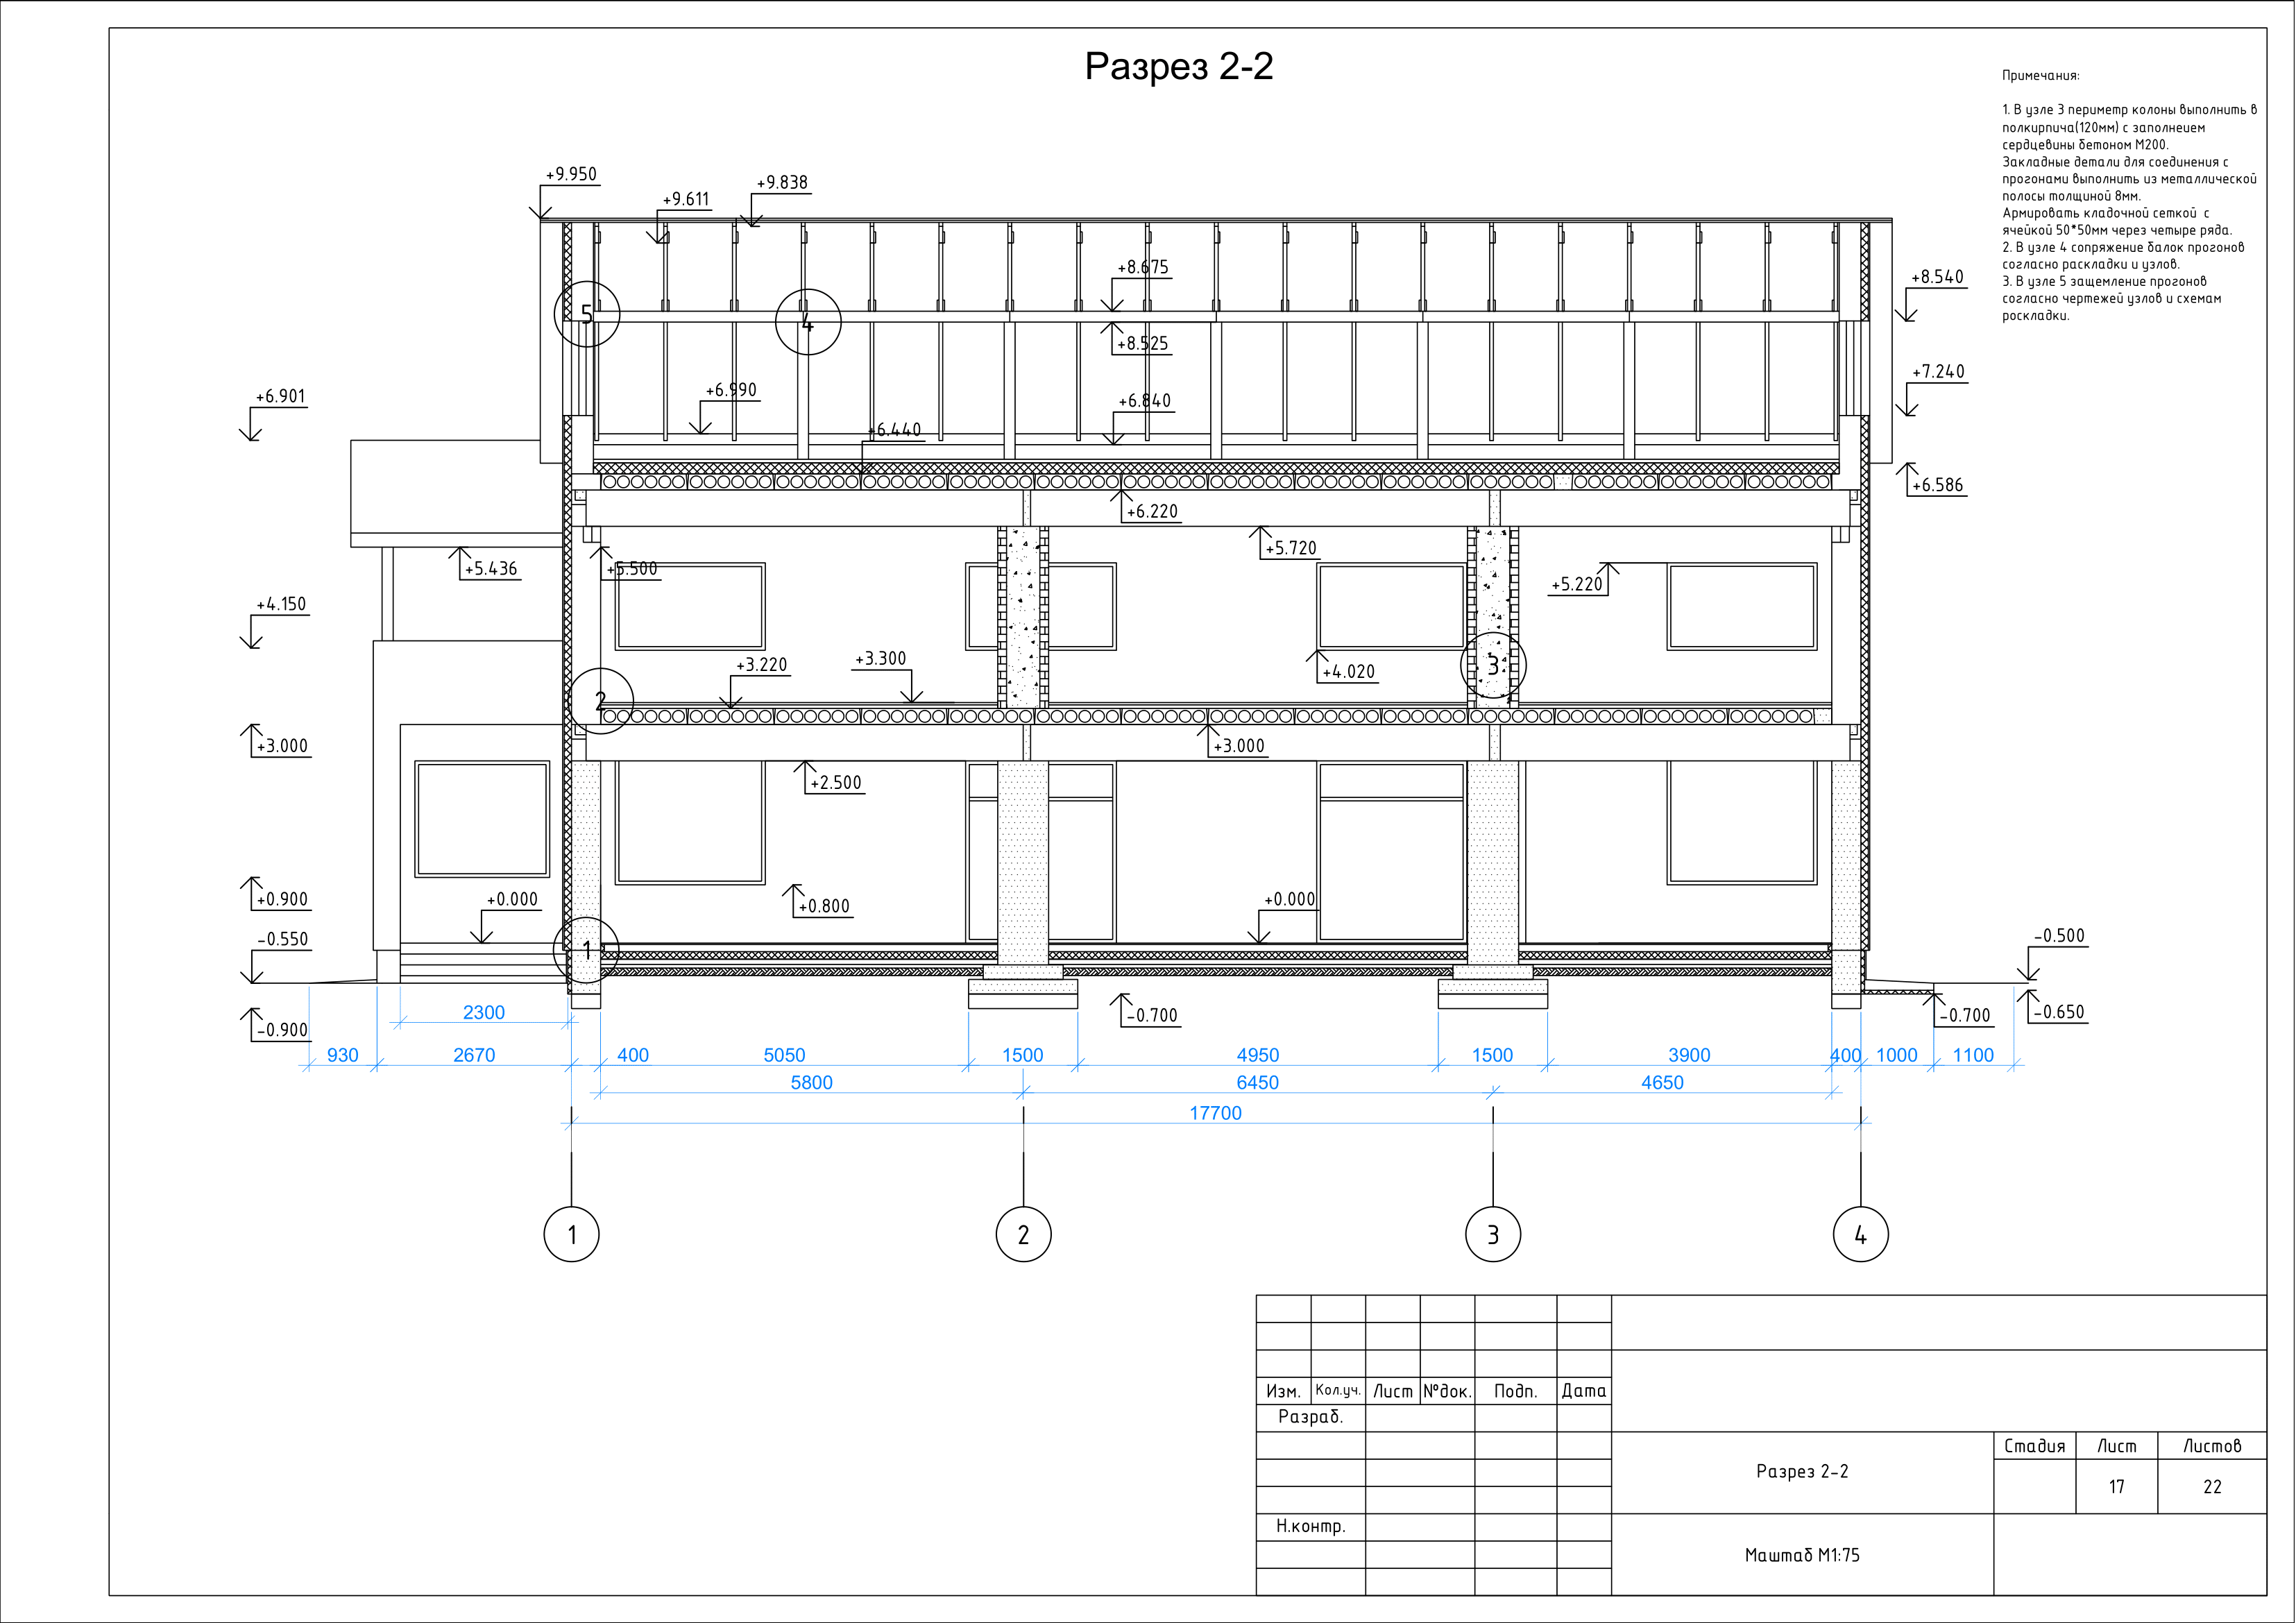 Разрез 2-2
Примечания:
1. В узле 3 периметр колоны выполнить в
полкирпича(120мм) с заполнеием
сердцевины бетоном М200.
Закладные детали для соединения с
прогонами выполнить из металлической
полосы толщиной 8мм.
Армировать кладочной сеткой с
ячейкой 50*50мм через четыре ряда.
2. В узле 4 сопряжение балок прогонов
согласно раскладки и узлов.
3. В узле 5 защемление прогонов
согласно чертежей узлов и схемам
роскладки.
+9.950
+9.611
+9.838
+8.675
+8.540
5
4
+8.525
+7.240
+6.901
+6.990
+6.840
+6.440
+6.586
+6.220
+5.720
+5.436
+5.500
+5.220
+4.150
+3.220
+3.300
+4.020
3
2
+3.000
+3.000
+2.500
+0.900
+0.000
+0.800
+0.000
-0.550
1
-0.500
-0.900
2300
-0.700
-0.700
-0.650
930
2670
400
5050
1500
4950
1500
3900
400
1000
1100
5800
6450
4650
17700
1
2
3
4
Изм.
Кол.уч.
Лист
№док.
Подп.
Дата
Разраб.
Стадия
Лист
Листов
Разрез 2-2
17
22
Н.контр.
Маштаб М1:75